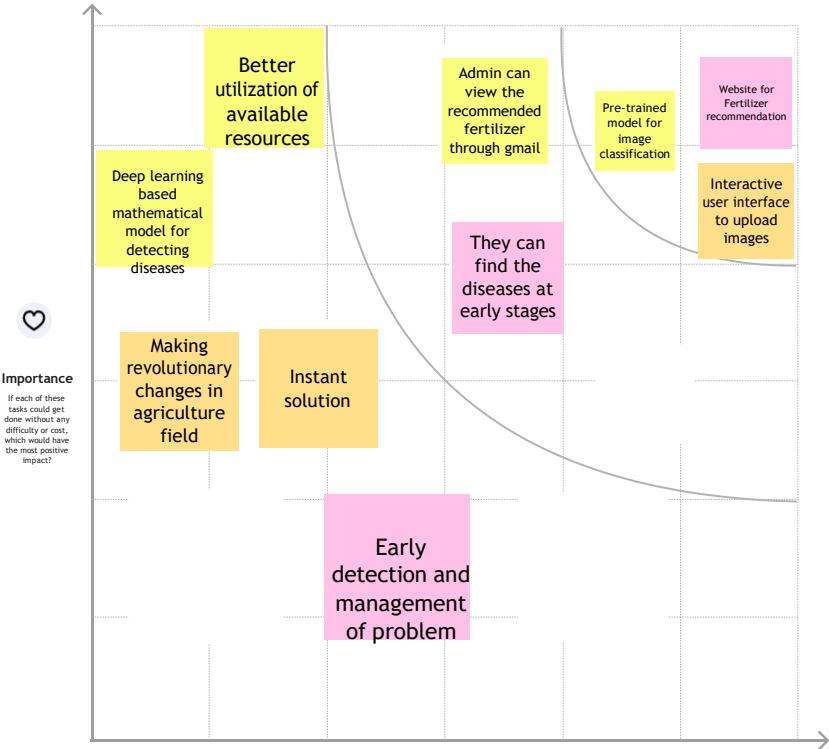 Better
utilization of
available
resources
Admin can
view the
recommended
fertilizer
through gmail
Pre-trained
model for
image
classification
Website for
Fertilizer
recommendation
Deep learning
based
mathematical
model for
detecting
diseases
Interactive
user interface
to upload
images
They can
find the
diseases at
early stages
Importance
If each of these
tasks could get
done without any
difficulty or cost,
which would have
the most positive
impact?
Making
revolutionary
changes in
agriculture
field
Instant
solution
Early
detection and
management
of problem